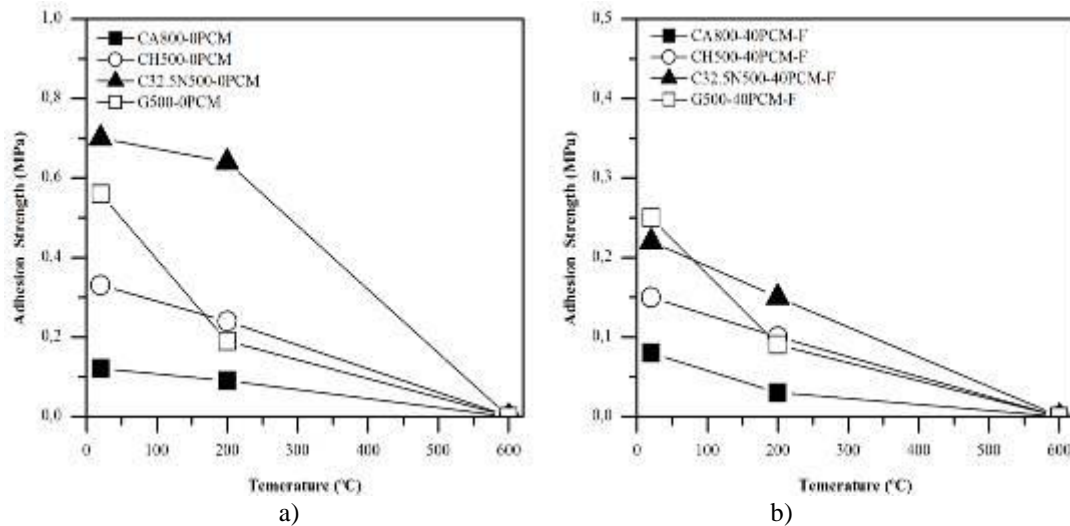 1,0
0,8
0,6
0,4
0,2
0,0
Adhesion Strength (MPa)
CA800-0PCM
CH500-0PCM
C32.5N500-0PCM
G500-0PCM
0 100 200 300 400 500 600
Temerature (ºC)
a)
0,5
0,4
0,3
0,2
0,1
0,0
Adhesion Strength (MPa)
CA800-40PCM-F
CH500-40PCM-F
C32.5N500-40PCM-F
G500-40PCM-F
0 100 200 300 400 500 600
Temerature (ºC)
b)